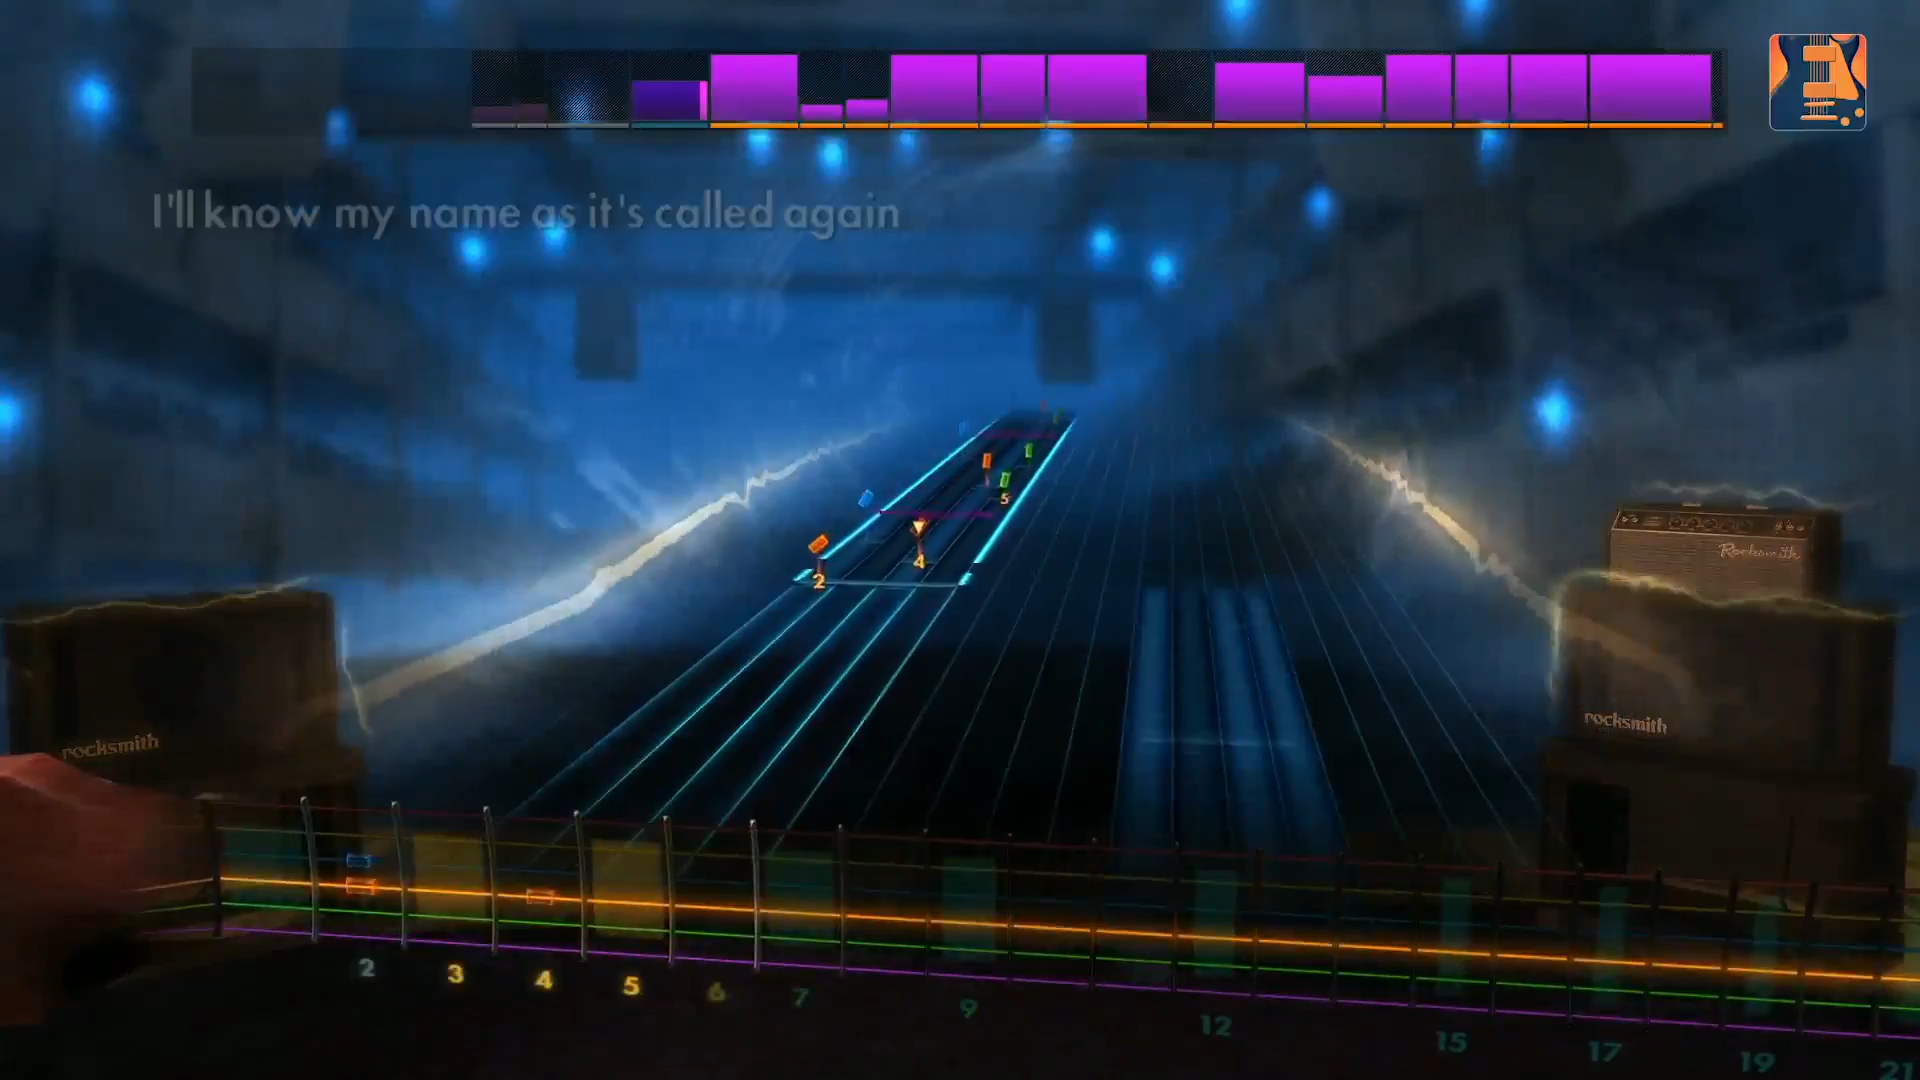 I'll know my name as it's called again
Rocksmith
5
4
2
rocksmith
rocksmith
2 3 4 5 6 7 9 12 15 17 19 21